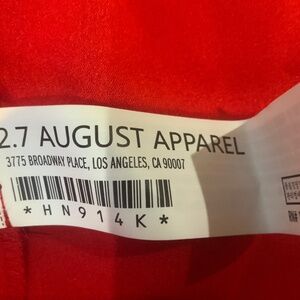 2.7 AUGUST APPAREL
3775 BROADWAY PLACE, LOS ANGELES, CA 90007
*HN914K*